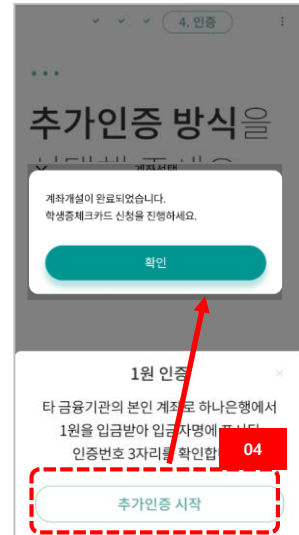 4. 인증
추가인증 방식을
계좌선택
계좌개설이 완료되었습니다.
학생증체크카드 신청을 진행하세요.
확인
1원 인증
타 금융기관의 본인 계좌로 하나은행에서
1원을 입금받아 입금자명에
인증번호 3자리를 확인합
04
추가인증 시작